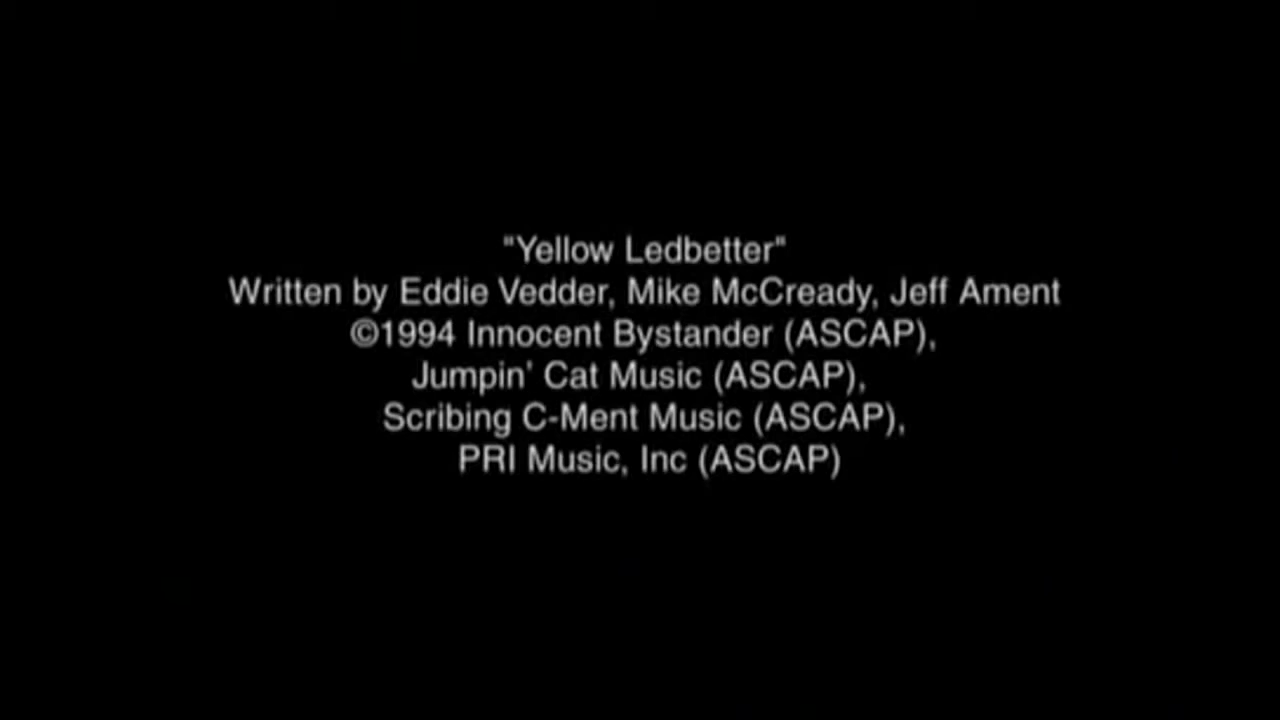 "Yellow Ledbetter"
Written by Eddie Vedder, Mike McCready, Jeff Ament
©1994 Innocent Bystander (ASCAP),
Jumpin' Cat Music (ASCAP),
Scribing C-Ment Music (ASCAP),
PRI Music, Inc (ASCAP)